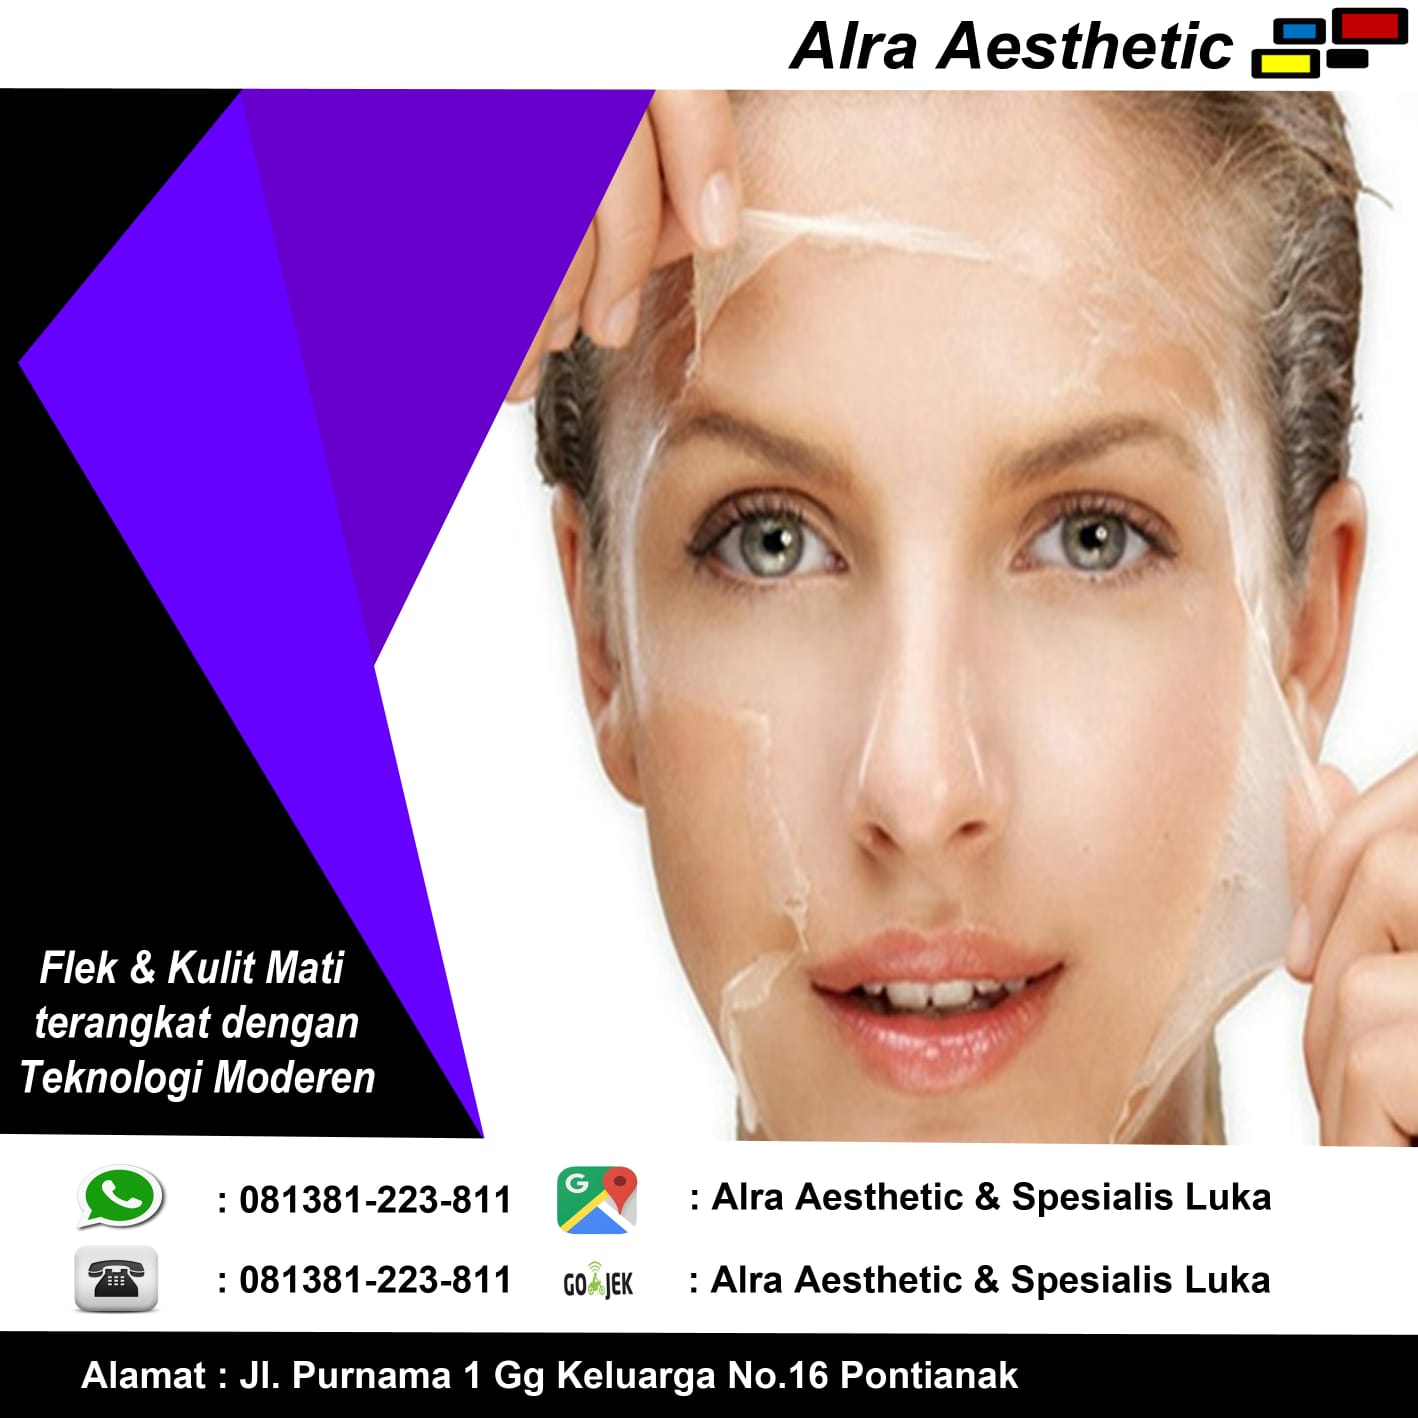 Alra Aesthetic
Flek & Kulit Mati
terangkat dengan
Teknologi Moderen
: 081381-223-811
G
: Alra Aesthetic & Spesialis Luka
: 081381-223-811
GOJEK
: Alra Aesthetic & Spesialis Luka
Alamat : Jl. Purnama 1 Gg Keluarga No.16 Pontianak